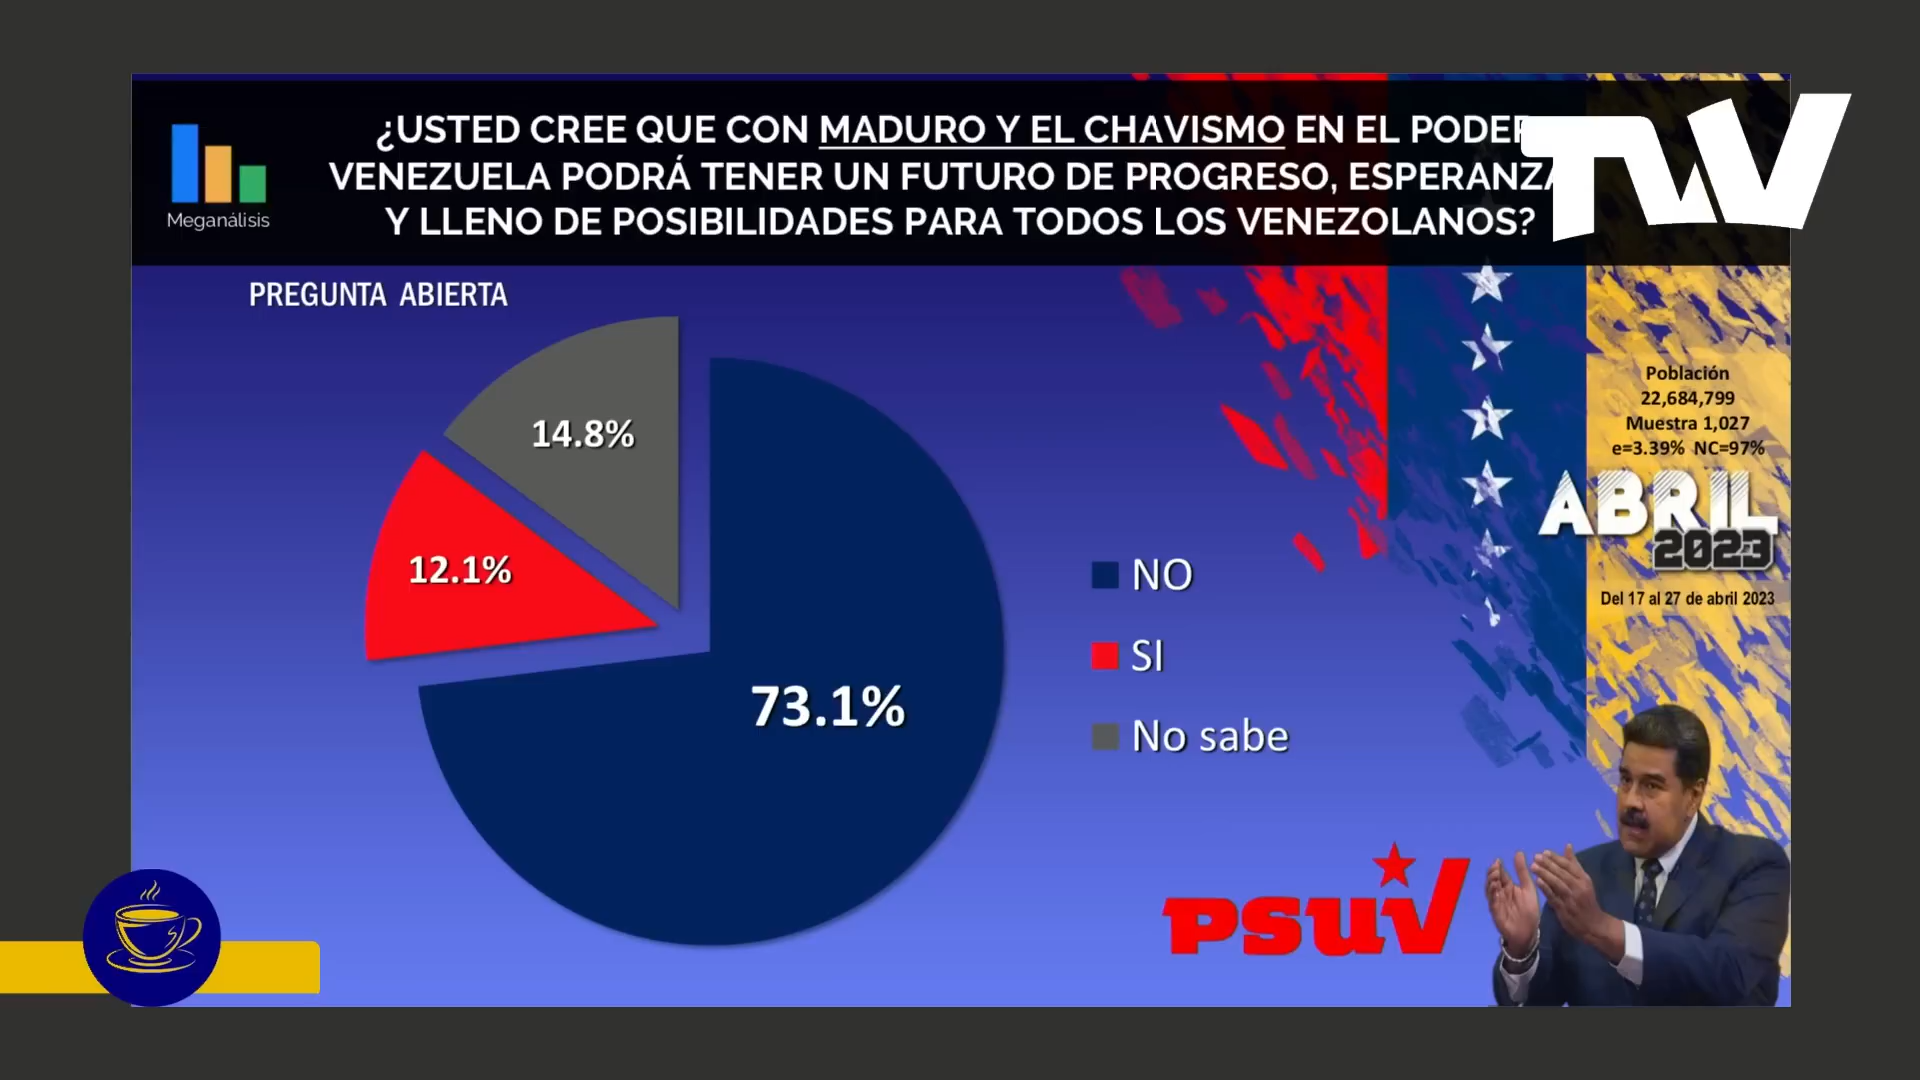 ¿USTED CREE QUE CON MADURO Y EL CHAVISMO EN EL PODER
VENEZUELA PODRÁ TENER UN FUTURO DE PROGRESO, ESPERANZA
Y LLENO DE POSIBILIDADES PARA TODOS LOS VENEZOLANOS?
Meganálisis
TVV
PREGUNTA ABIERTA
14.8%
12.1%
73.1%
NO
SI
No sabe
Población
22,684,799
Muestra 1,027
e=3.39% NC=97%
ABRIL
2023
Del 17 al 27 de abril 2023
PSUV